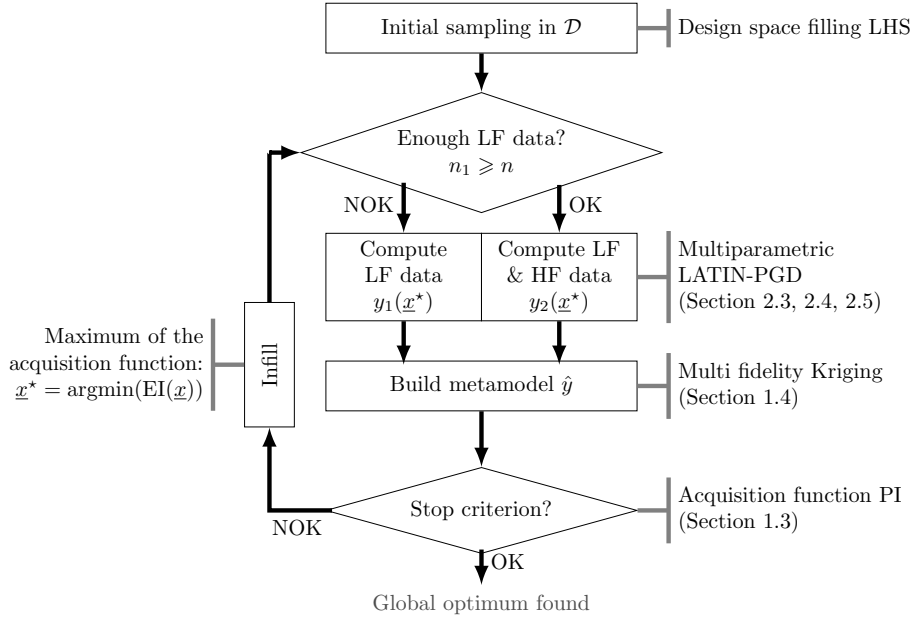 Initial sampling in 𝒟
Design space filling LHS
Enough LF data?
n₁ ⩾ n
NOK
OK
Compute
LF data
y₁(x⋆)
Compute LF
& HF data
y₂(x⋆)
Multiparametric
LATIN-PGD
(Section 2.3, 2.4, 2.5)
Maximum of the
acquisition function:
x⋆ = argmin(EI(x))
Infill
Build metamodel ŷ
Multi fidelity Kriging
(Section 1.4)
Stop criterion?
NOK
Acquisition function PI
(Section 1.3)
OK
Global optimum found